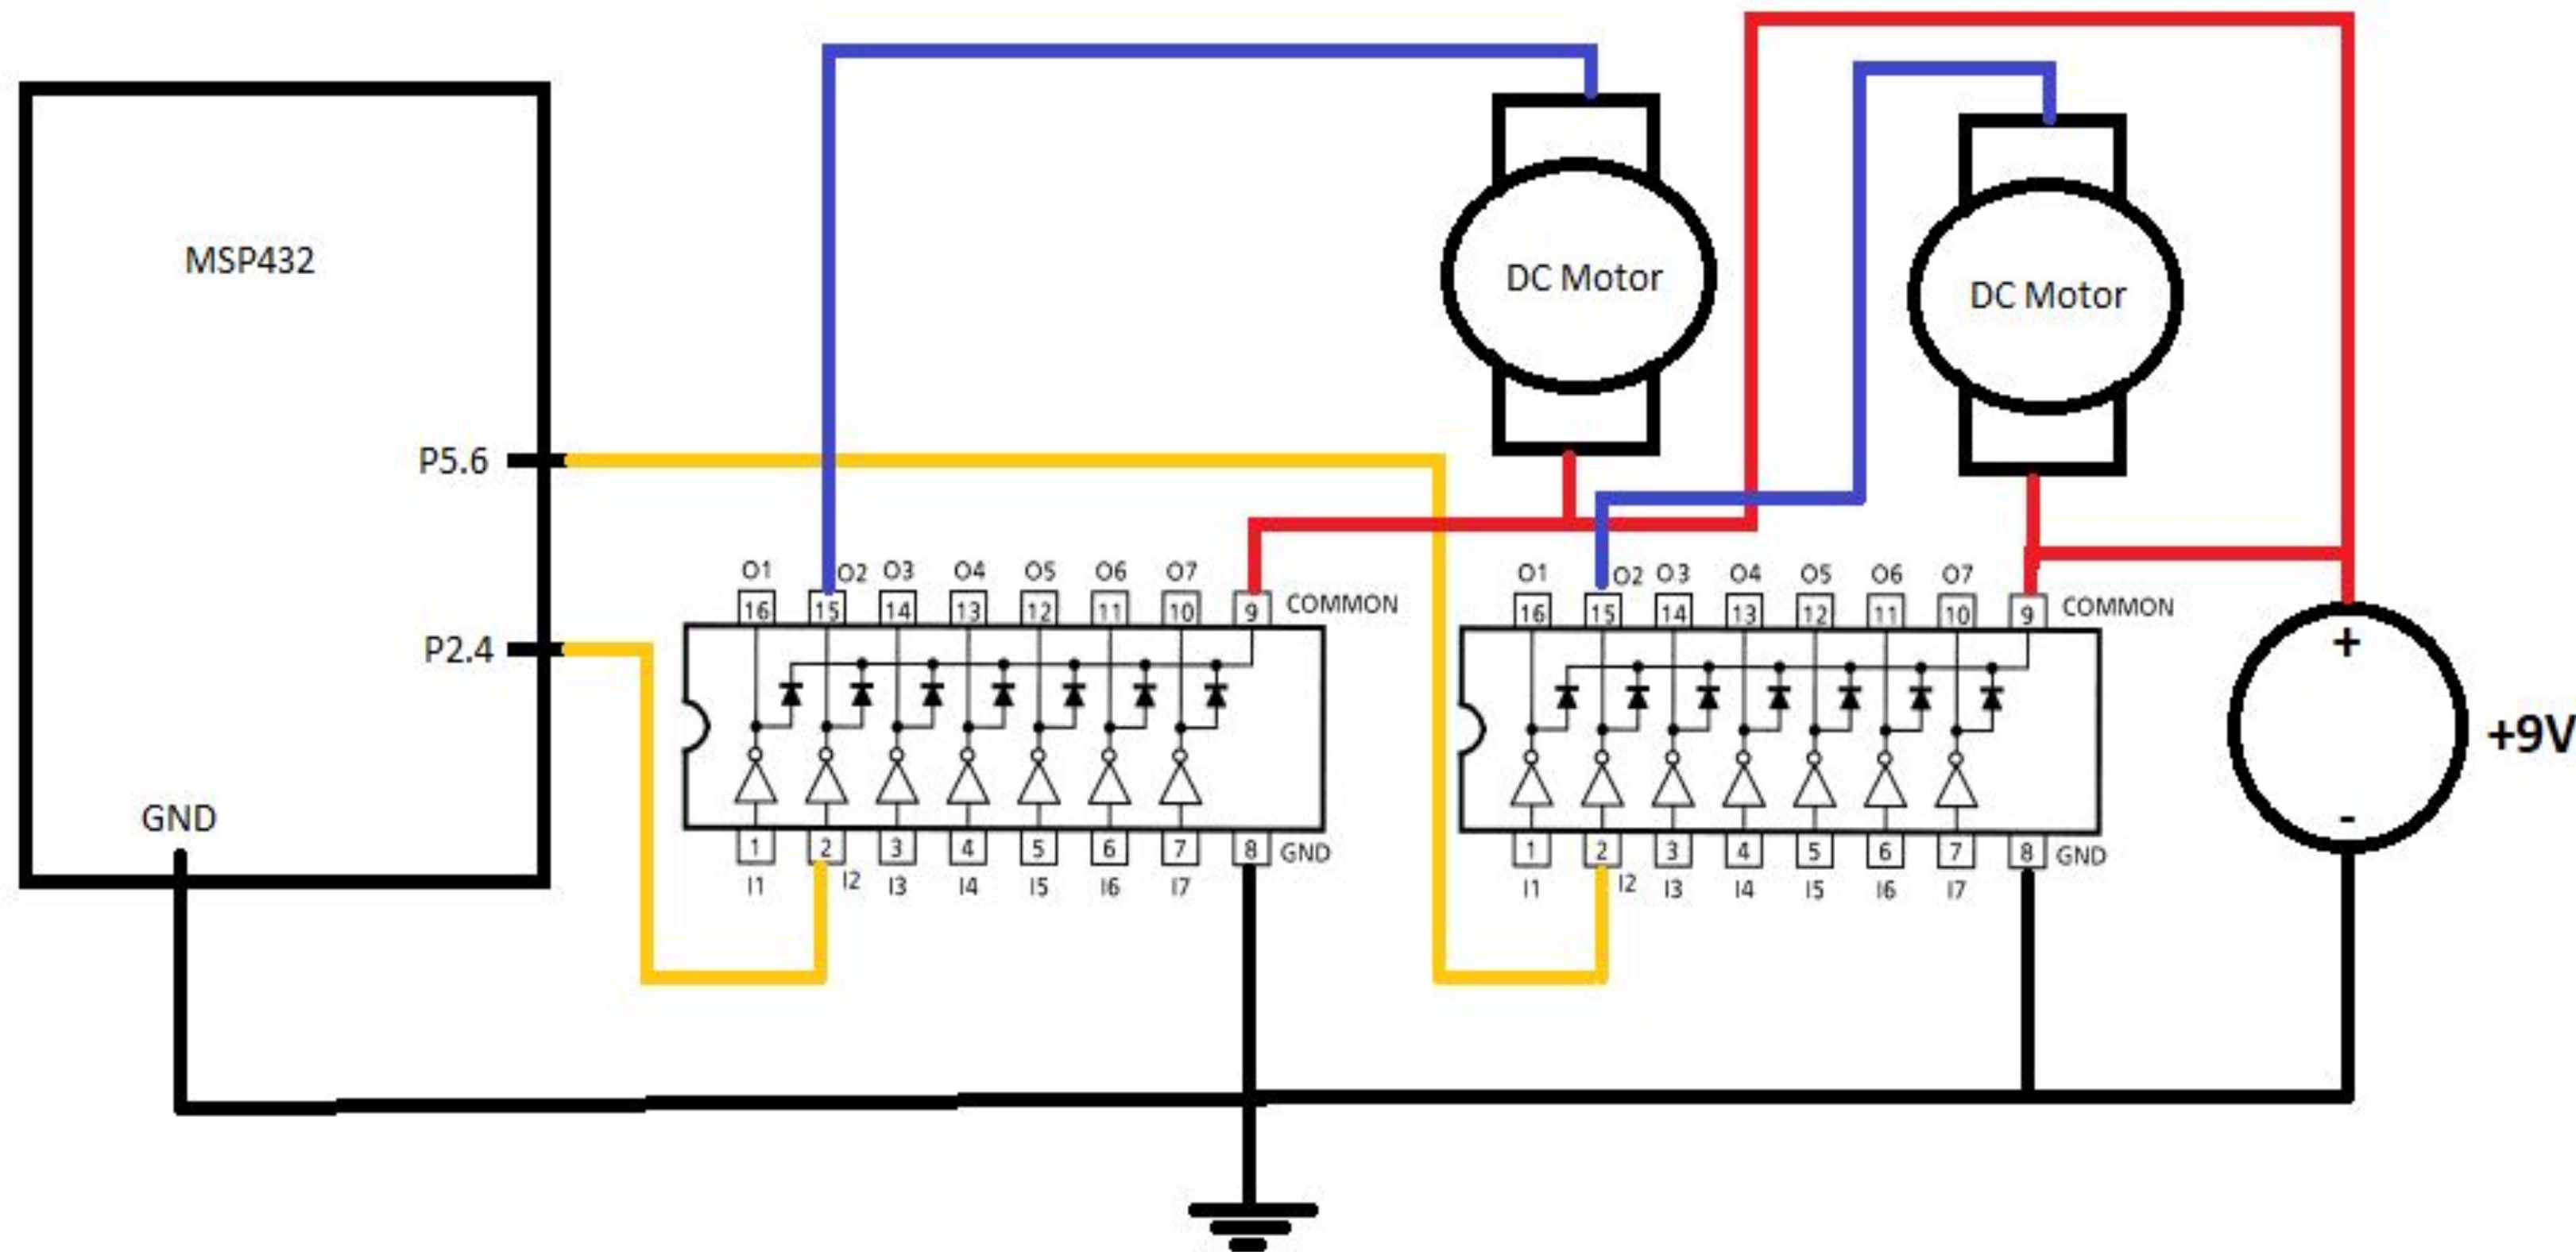 MSP432
DC Motor
DC Motor
P5.6
P2.4
GND
O1 O2 O3 O4 O5 O6 O7
16 15 14 13 12 11 10 9 COMMON
1 2 3 4 5 6 7 8 GND
I1 I2 I3 I4 I5 I6 I7
O1 O2 O3 O4 O5 O6 O7
16 15 14 13 12 11 10 9 COMMON
1 2 3 4 5 6 7 8 GND
I1 I2 I3 I4 I5 I6 I7
+
+9V
-